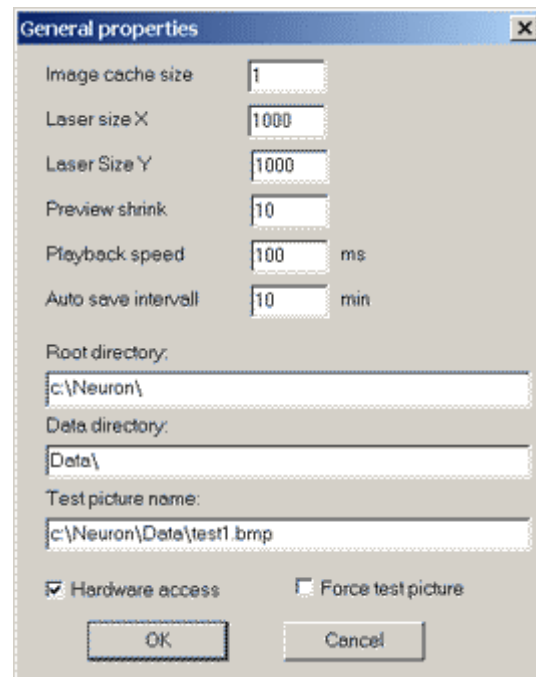 General properties
Image cache size 1
Laser size X 1000
Laser Size Y 1000
Preview shrink 10
Playback speed 100 ms
Auto save intervall 10 min
Root directory:
c:\Neuron\
Data directory:
Data\
Test picture name:
c:\Neuron\Data\test1.bmp
Hardware access Force test picture
OK Cancel